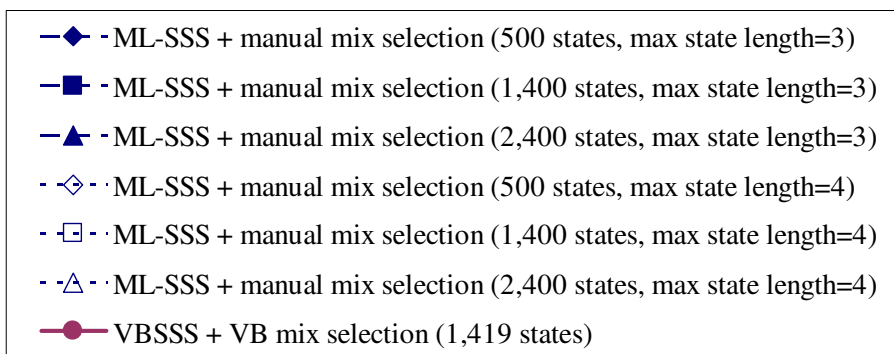 ML-SSS + manual mix selection (500 states, max state length=3)
ML-SSS + manual mix selection (1,400 states, max state length=3)
ML-SSS + manual mix selection (2,400 states, max state length=3)
ML-SSS + manual mix selection (500 states, max state length=4)
ML-SSS + manual mix selection (1,400 states, max state length=4)
ML-SSS + manual mix selection (2,400 states, max state length=4)
VBSSS + VB mix selection (1,419 states)